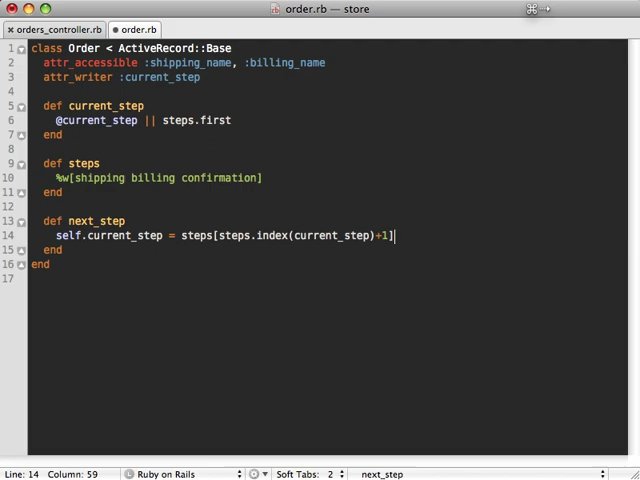 order.rb — store
orders_controller.rb
order.rb
1 class Order < ActiveRecord::Base
2 attr_accessible :shipping_name, :billing_name
3 attr_writer :current_step
4
5 def current_step
6 @current_step || steps.first
7 end
8
9 def steps
10 %w[shipping billing confirmation]
11 end
12
13 def next_step
14 self.current_step = steps[steps.index(current_step)+1]
15 end
16 end
17
Line: 14 Column: 59 Ruby on Rails Soft Tabs: 2 next_step